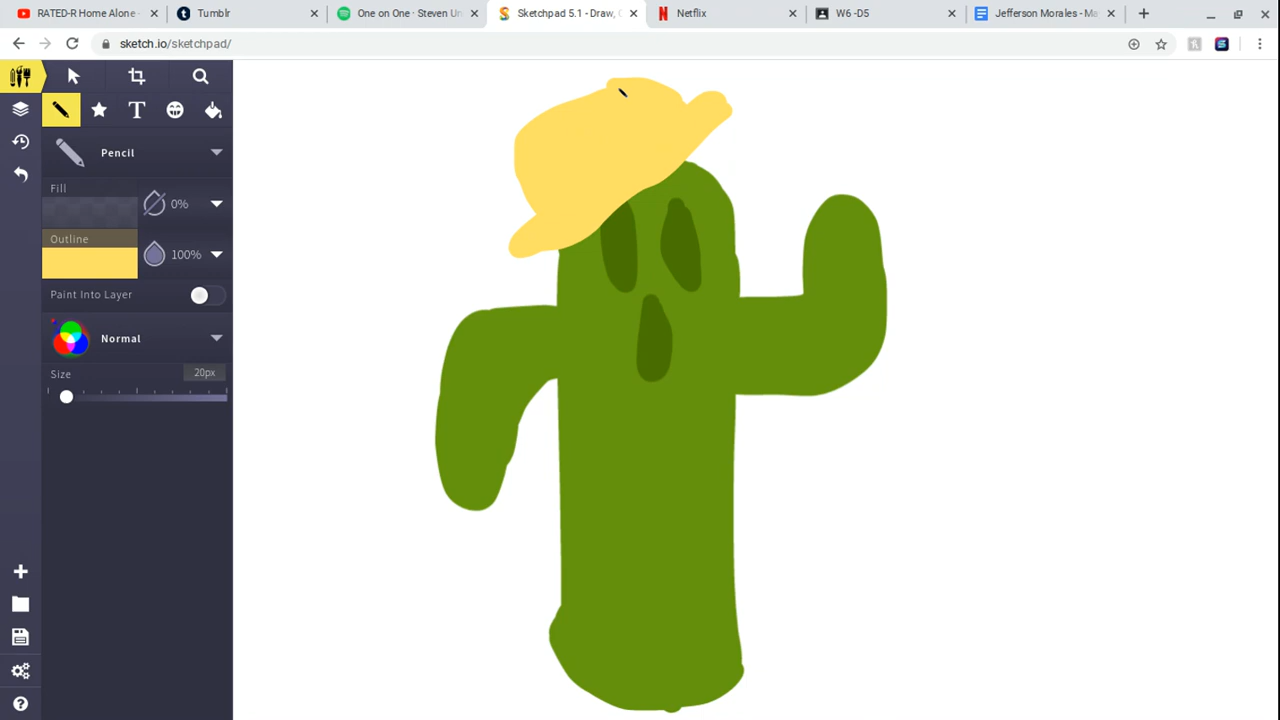 RATED-R Home Alone -
Tumblr
One on One - Steven Un
Sketchpad 5.1 - Draw, C
Netflix
W6 -D5
Jefferson Morales - Ma
sketch.io/sketchpad/
Pencil
Fill
0%
Outline
100%
Paint Into Layer
Normal
Size
20px